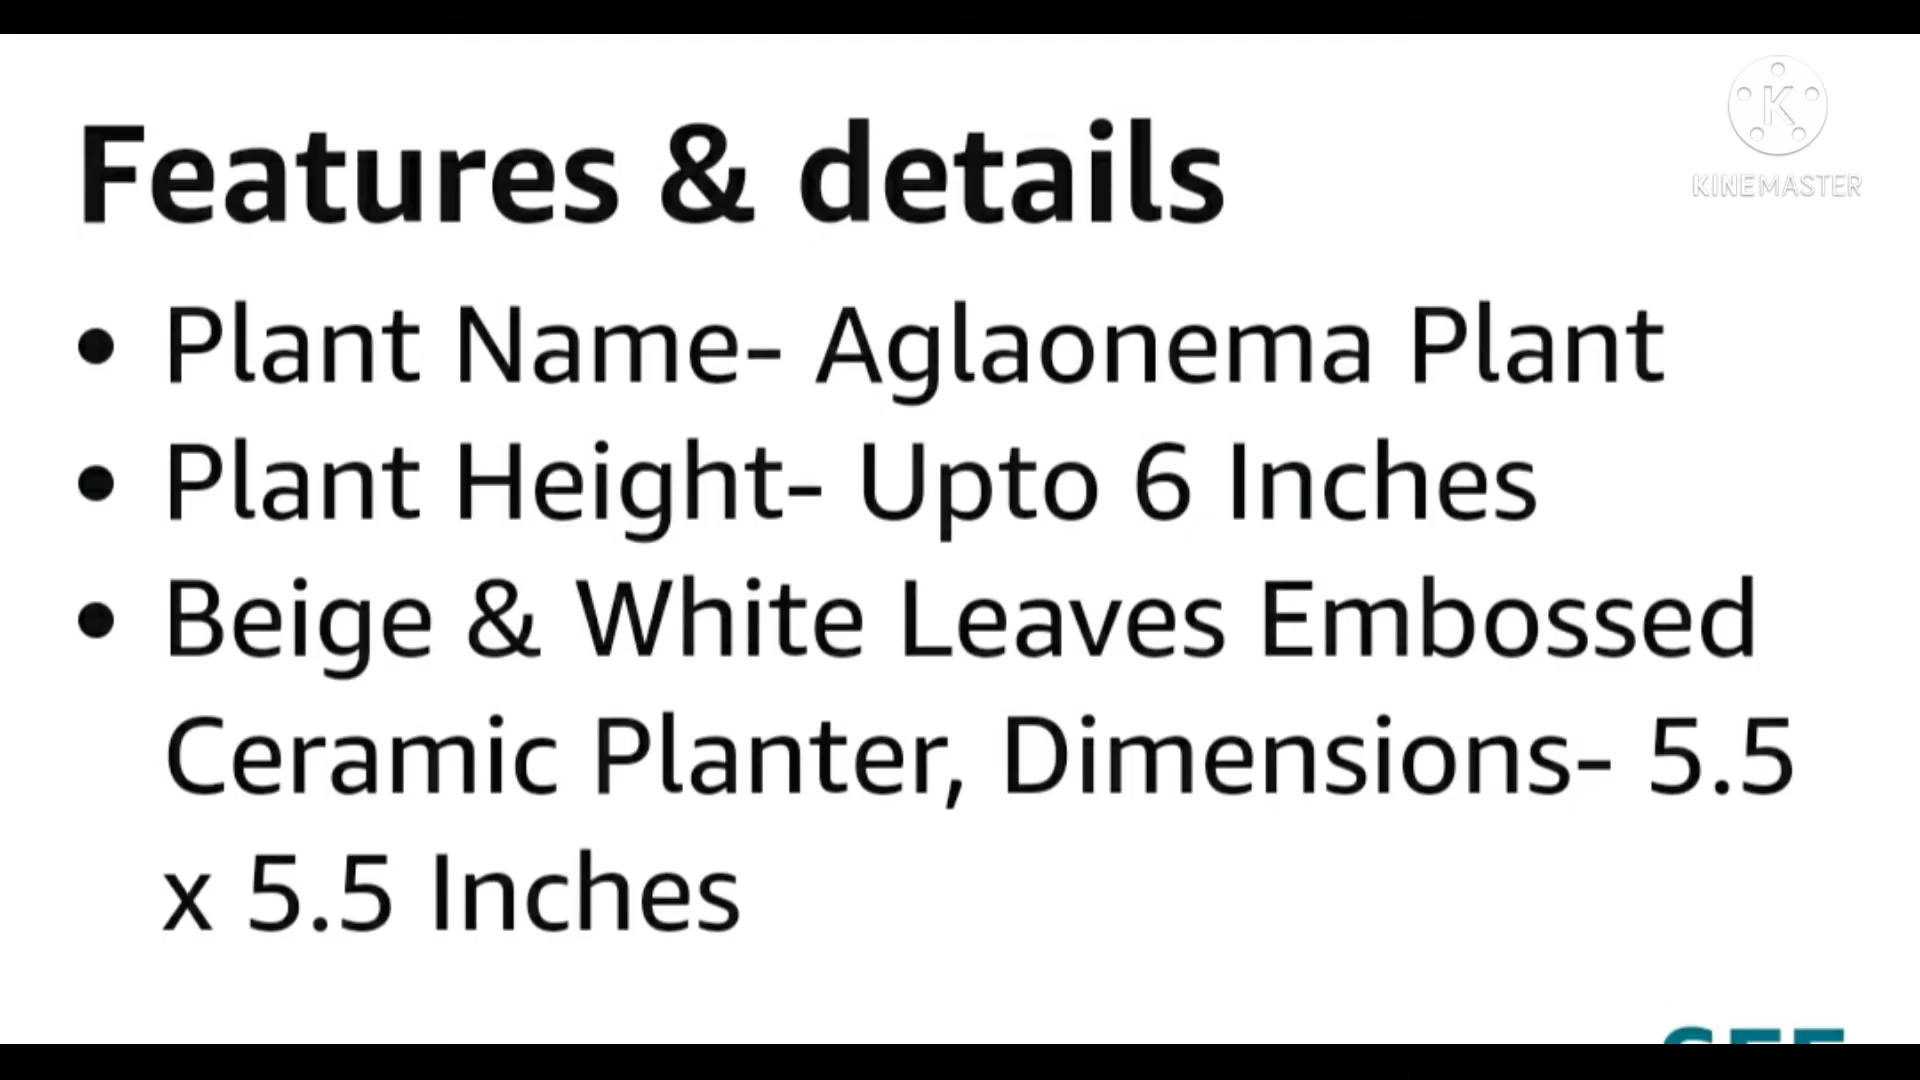 Features & details
KINEMASTER
• Plant Name- Aglaonema Plant
• Plant Height- Upto 6 Inches
• Beige & White Leaves Embossed
Ceramic Planter, Dimensions- 5.5
x 5.5 Inches